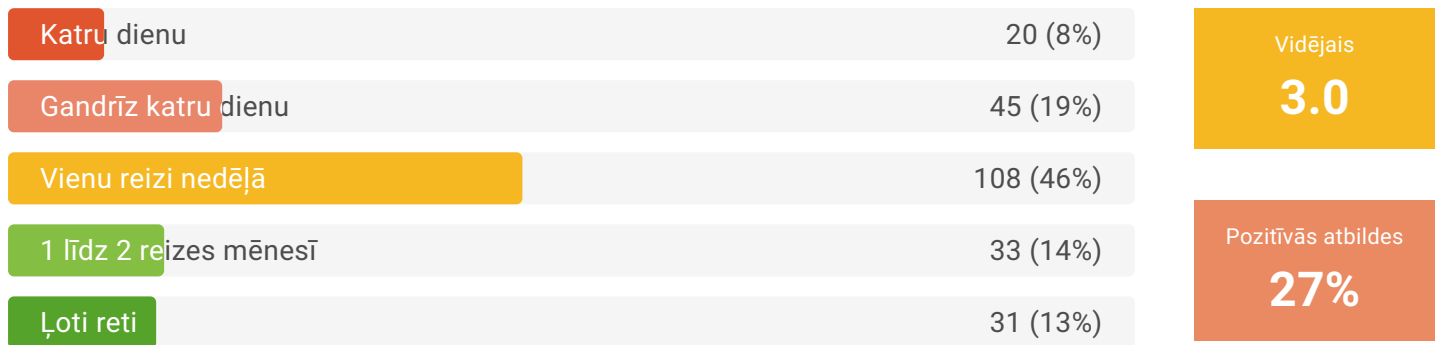 Katru dienu 20 (8%)
Gandrīz katru dienu 45 (19%)
Vienu reizi nedēļā 108 (46%)
1 līdz 2 reizes mēnesī 33 (14%)
Ļoti reti 31 (13%)
Vidējais
3.0
Pozitīvās atbildes
27%